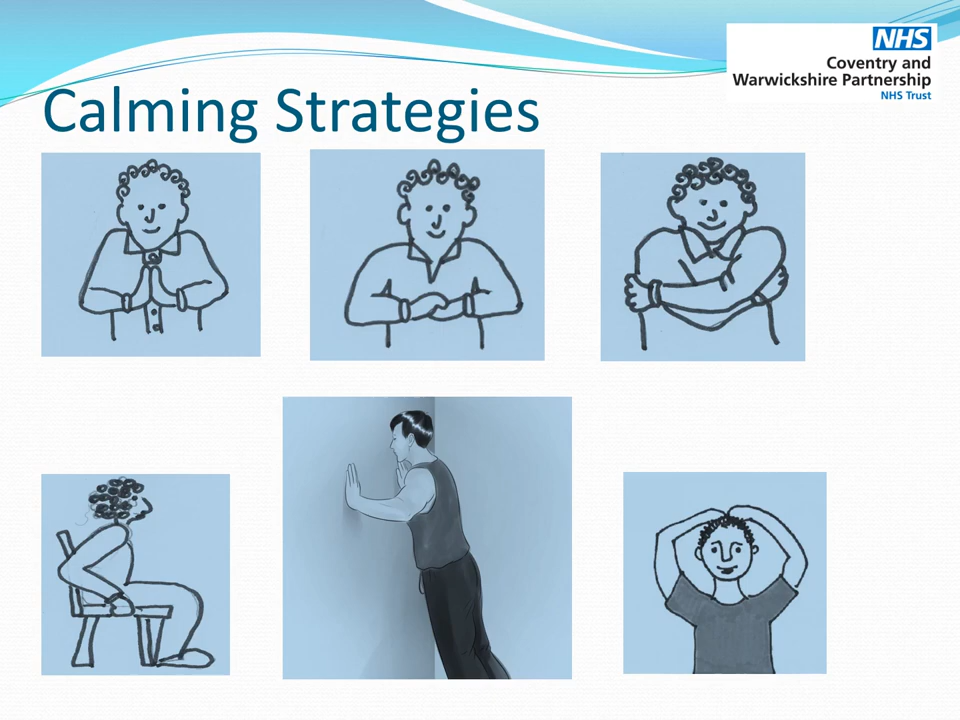 NHS
Coventry and
Warwickshire Partnership
NHS Trust
Calming Strategies